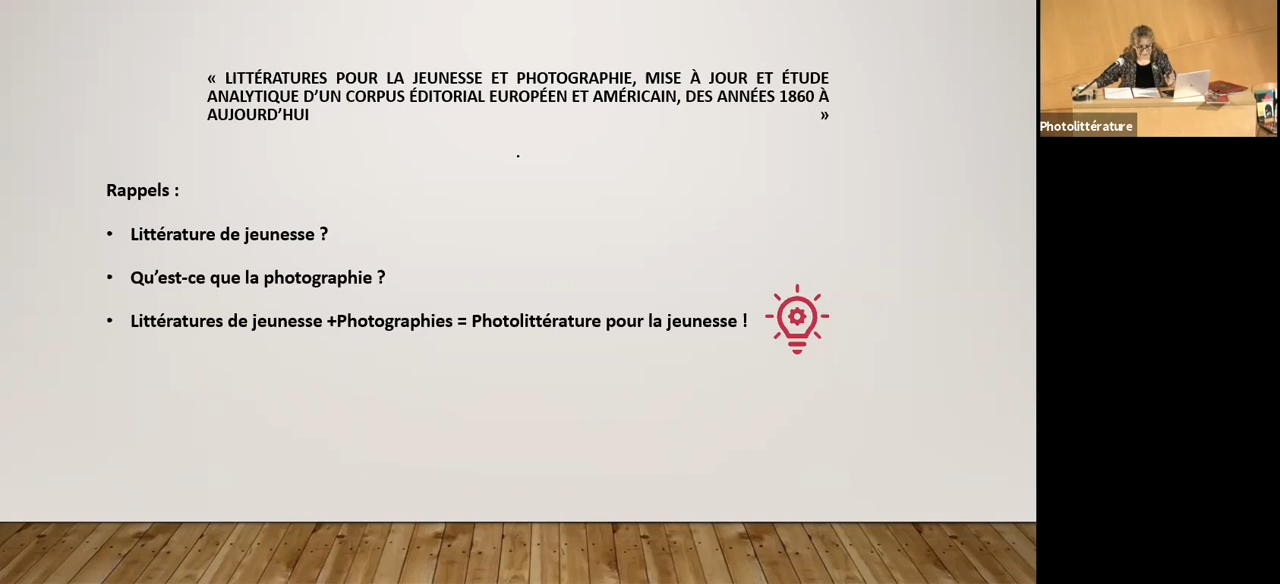 « LITTÉRATURES POUR LA JEUNESSE ET PHOTOGRAPHIE, MISE À JOUR ET ÉTUDE
ANALYTIQUE D'UN CORPUS ÉDITORIAL EUROPÉEN ET AMÉRICAIN, DES ANNÉES 1860 À
AUJOURD'HUI »
.
Rappels :
• Littérature de jeunesse ?
• Qu'est-ce que la photographie ?
• Littératures de jeunesse +Photographies = Photolittérature pour la jeunesse !
Photolittérature